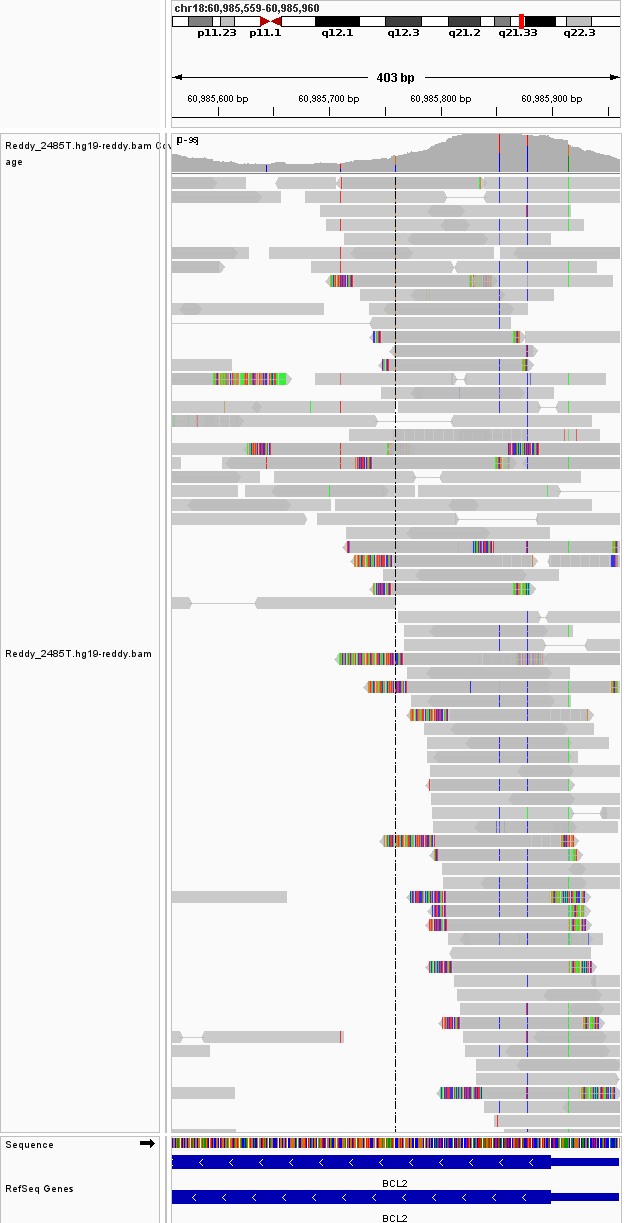 chr18:60,985,559-60,985,960
p11.23 p11.1 q12.1 q12.3 q21.2 q21.33 q22.3
403 bp
60,985,600 bp 60,985,700 bp 60,985,800 bp 60,985,900 bp
Reddy_2485T.hg19-reddy.bam Cov
age
Reddy_2485T.hg19-reddy.bam
Sequence
BCL2
RefSeq Genes
BCL2